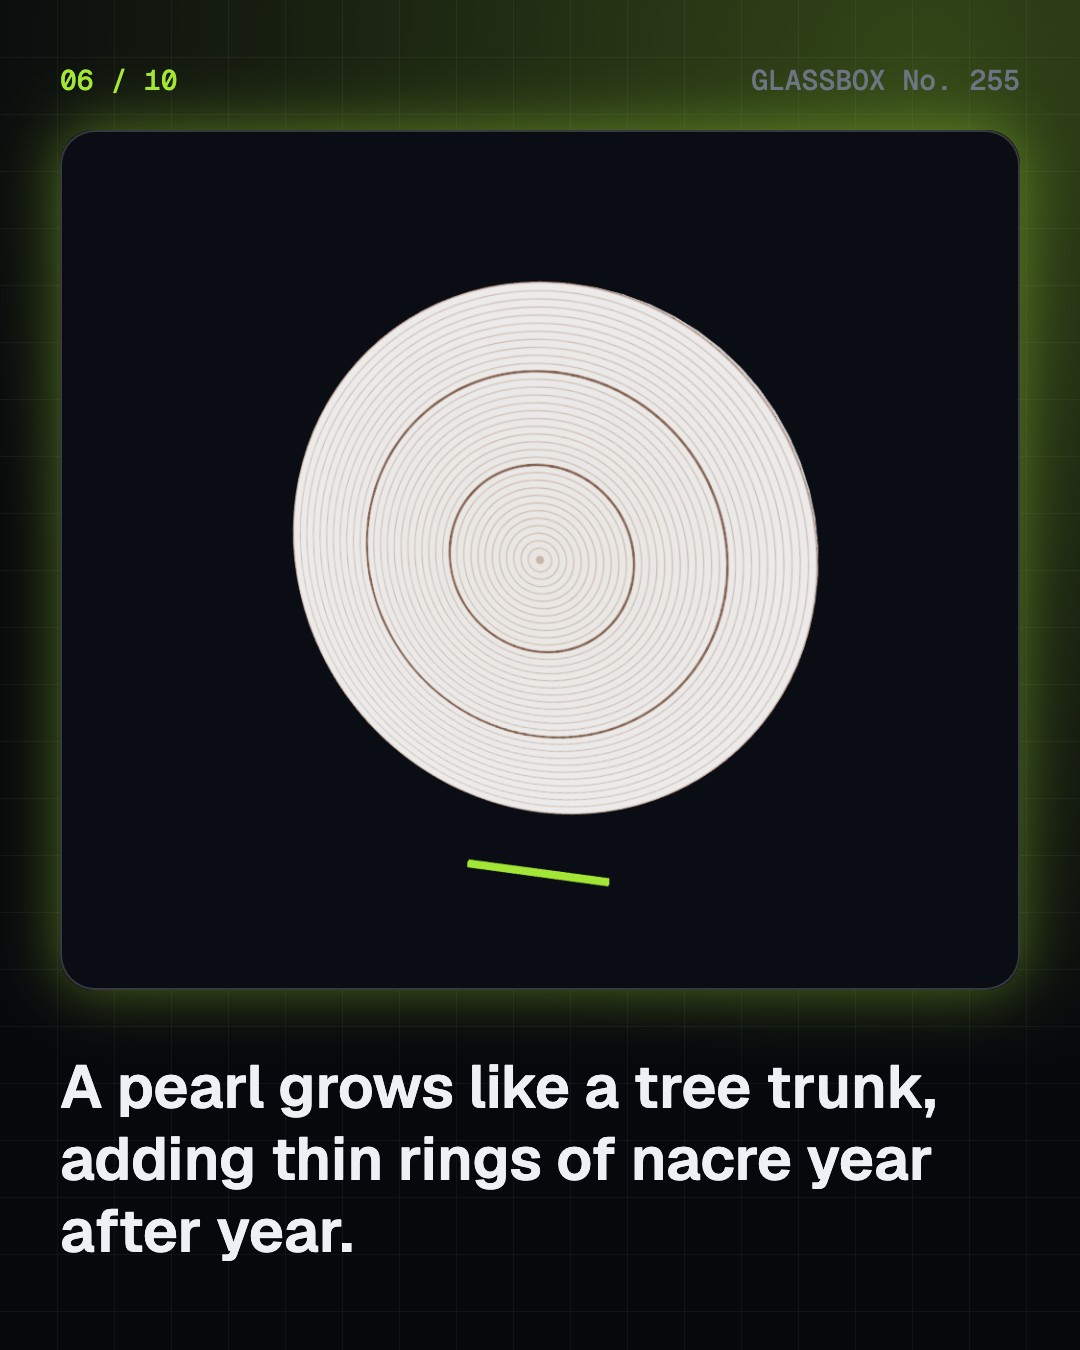 06 / 10
GLASSBOX No. 255
A pearl grows like a tree trunk,
adding thin rings of nacre year
after year.